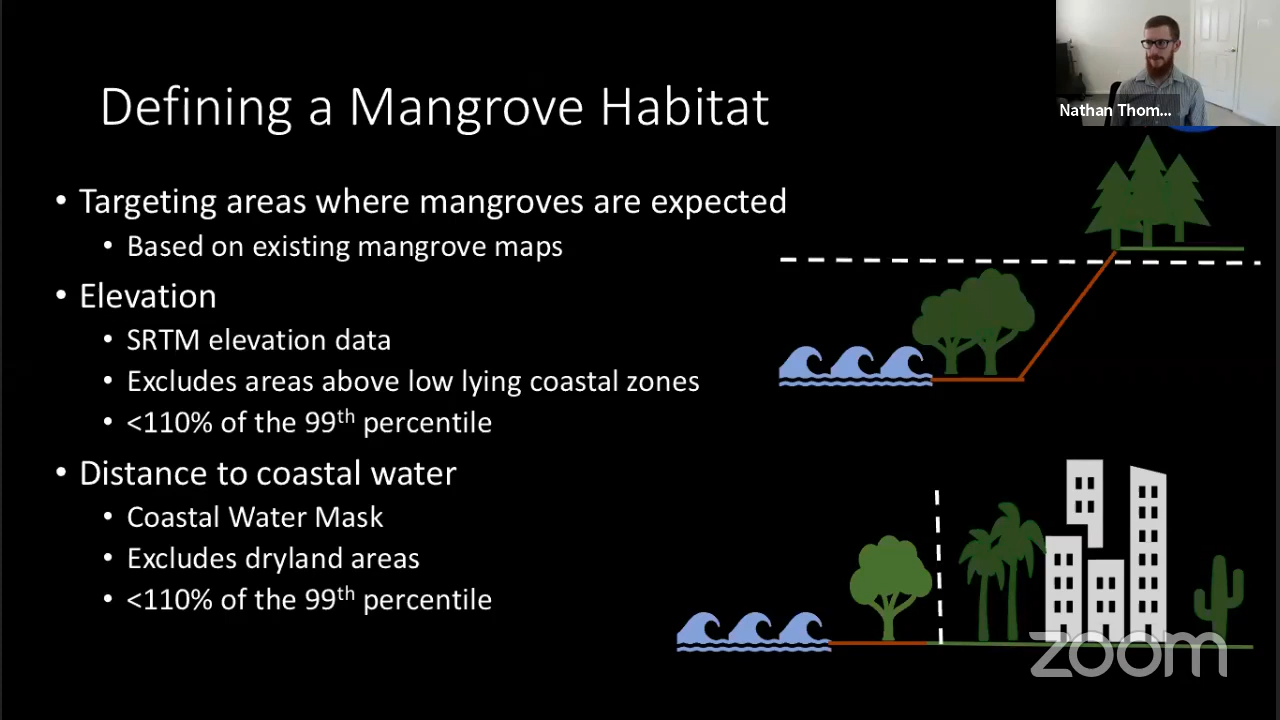 Nathan Thom...
Defining a Mangrove Habitat
• Targeting areas where mangroves are expected
• Based on existing mangrove maps
• Elevation
• SRTM elevation data
• Excludes areas above low lying coastal zones
• <110% of the 99th percentile
• Distance to coastal water
• Coastal Water Mask
• Excludes dryland areas
• <110% of the 99th percentile
zoom